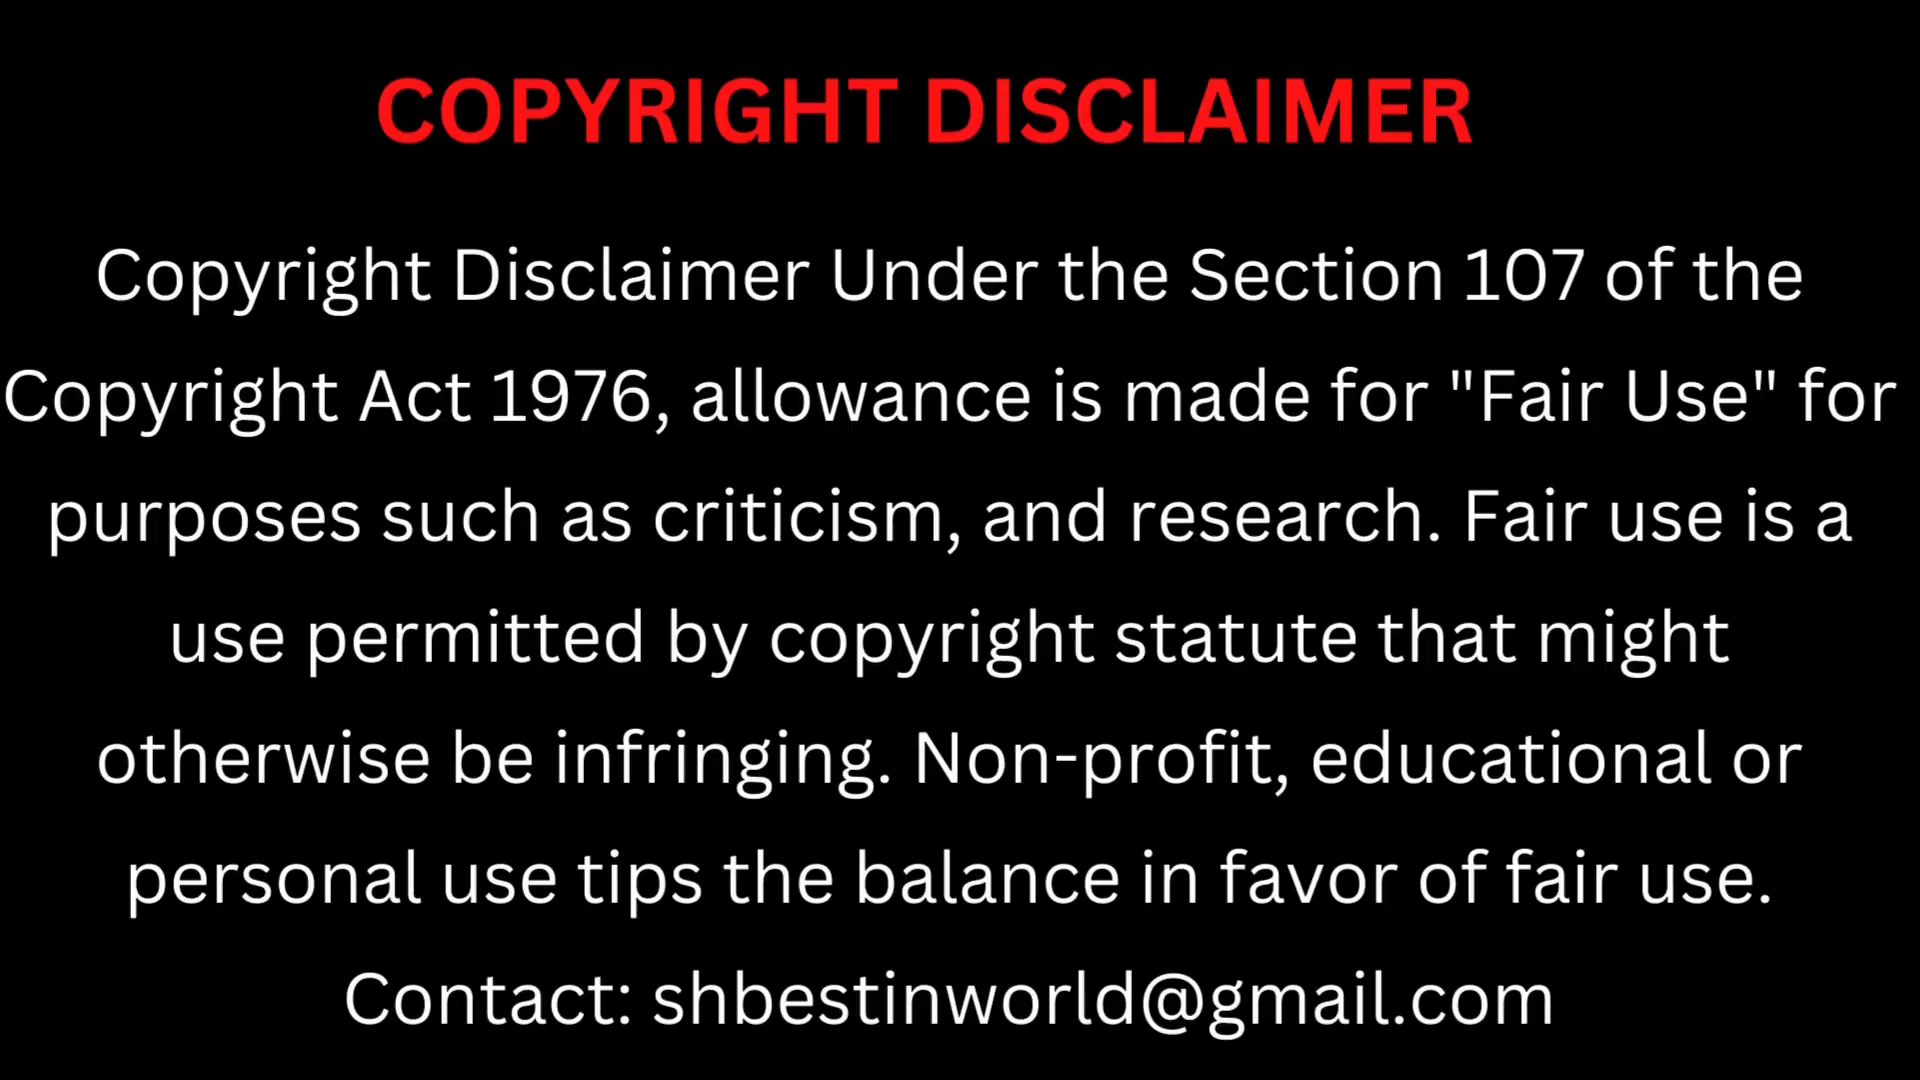 COPYRIGHT DISCLAIMER
Copyright Disclaimer Under the Section 107 of the
Copyright Act 1976, allowance is made for "Fair Use" for
purposes such as criticism, and research. Fair use is a
use permitted by copyright statute that might
otherwise be infringing. Non-profit, educational or
personal use tips the balance in favor of fair use.
Contact: shbestinworld@gmail.com